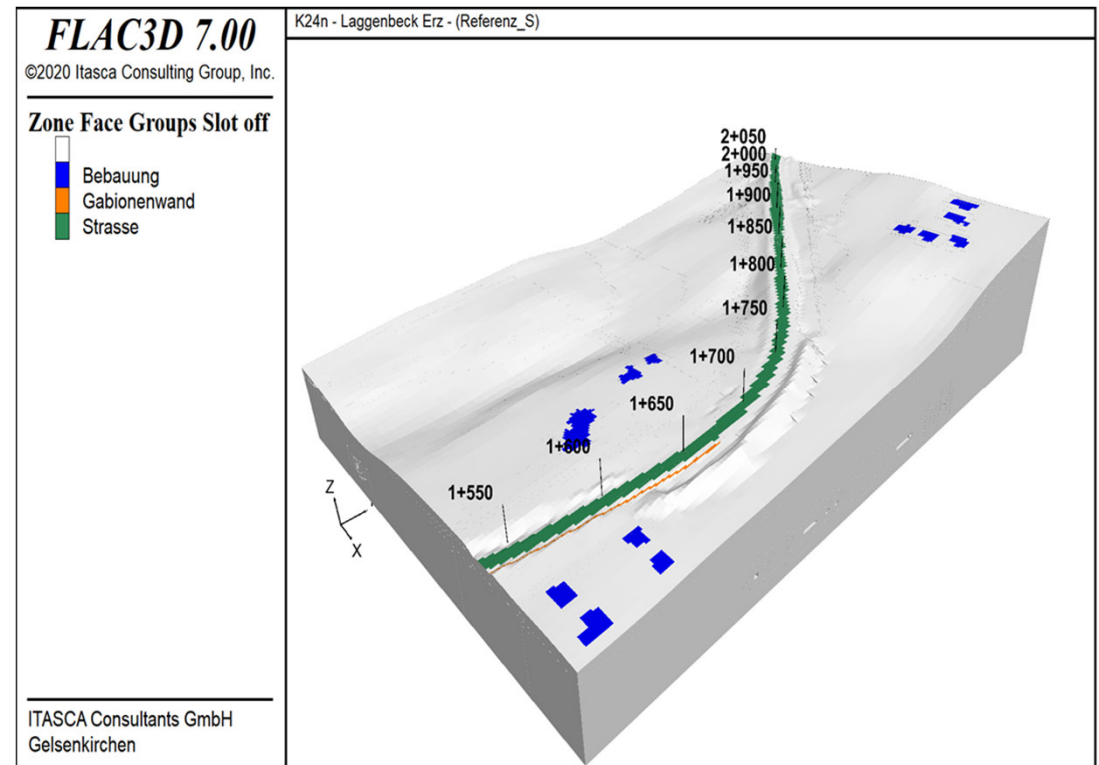 FLAC3D 7.00
©2020 Itasca Consulting Group, Inc.
Zone Face Groups Slot off
Bebauung
Gabionenwand
Strasse
ITASCA Consultants GmbH
Gelsenkirchen
K24n - Laggenbeck Erz - (Referenz_S)
2+050
2+000
1+950
1+900
1+850
1+800
1+750
1+700
1+650
1+600
1+550
Z
X